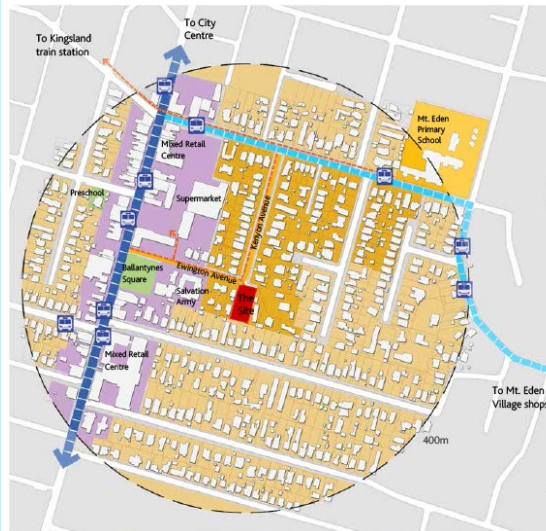 To City
Centre
To Kingsland
train station
Mt. Eden
Primary
School
Mixed Retail
Centre
Preschool
Supermarket
Kenyon Avenue
Ewington Avenue
Ballantynes
Square
Salvation
Army
The
Site
Mixed Retail
Centre
To Mt. Eden
Village shops
400m